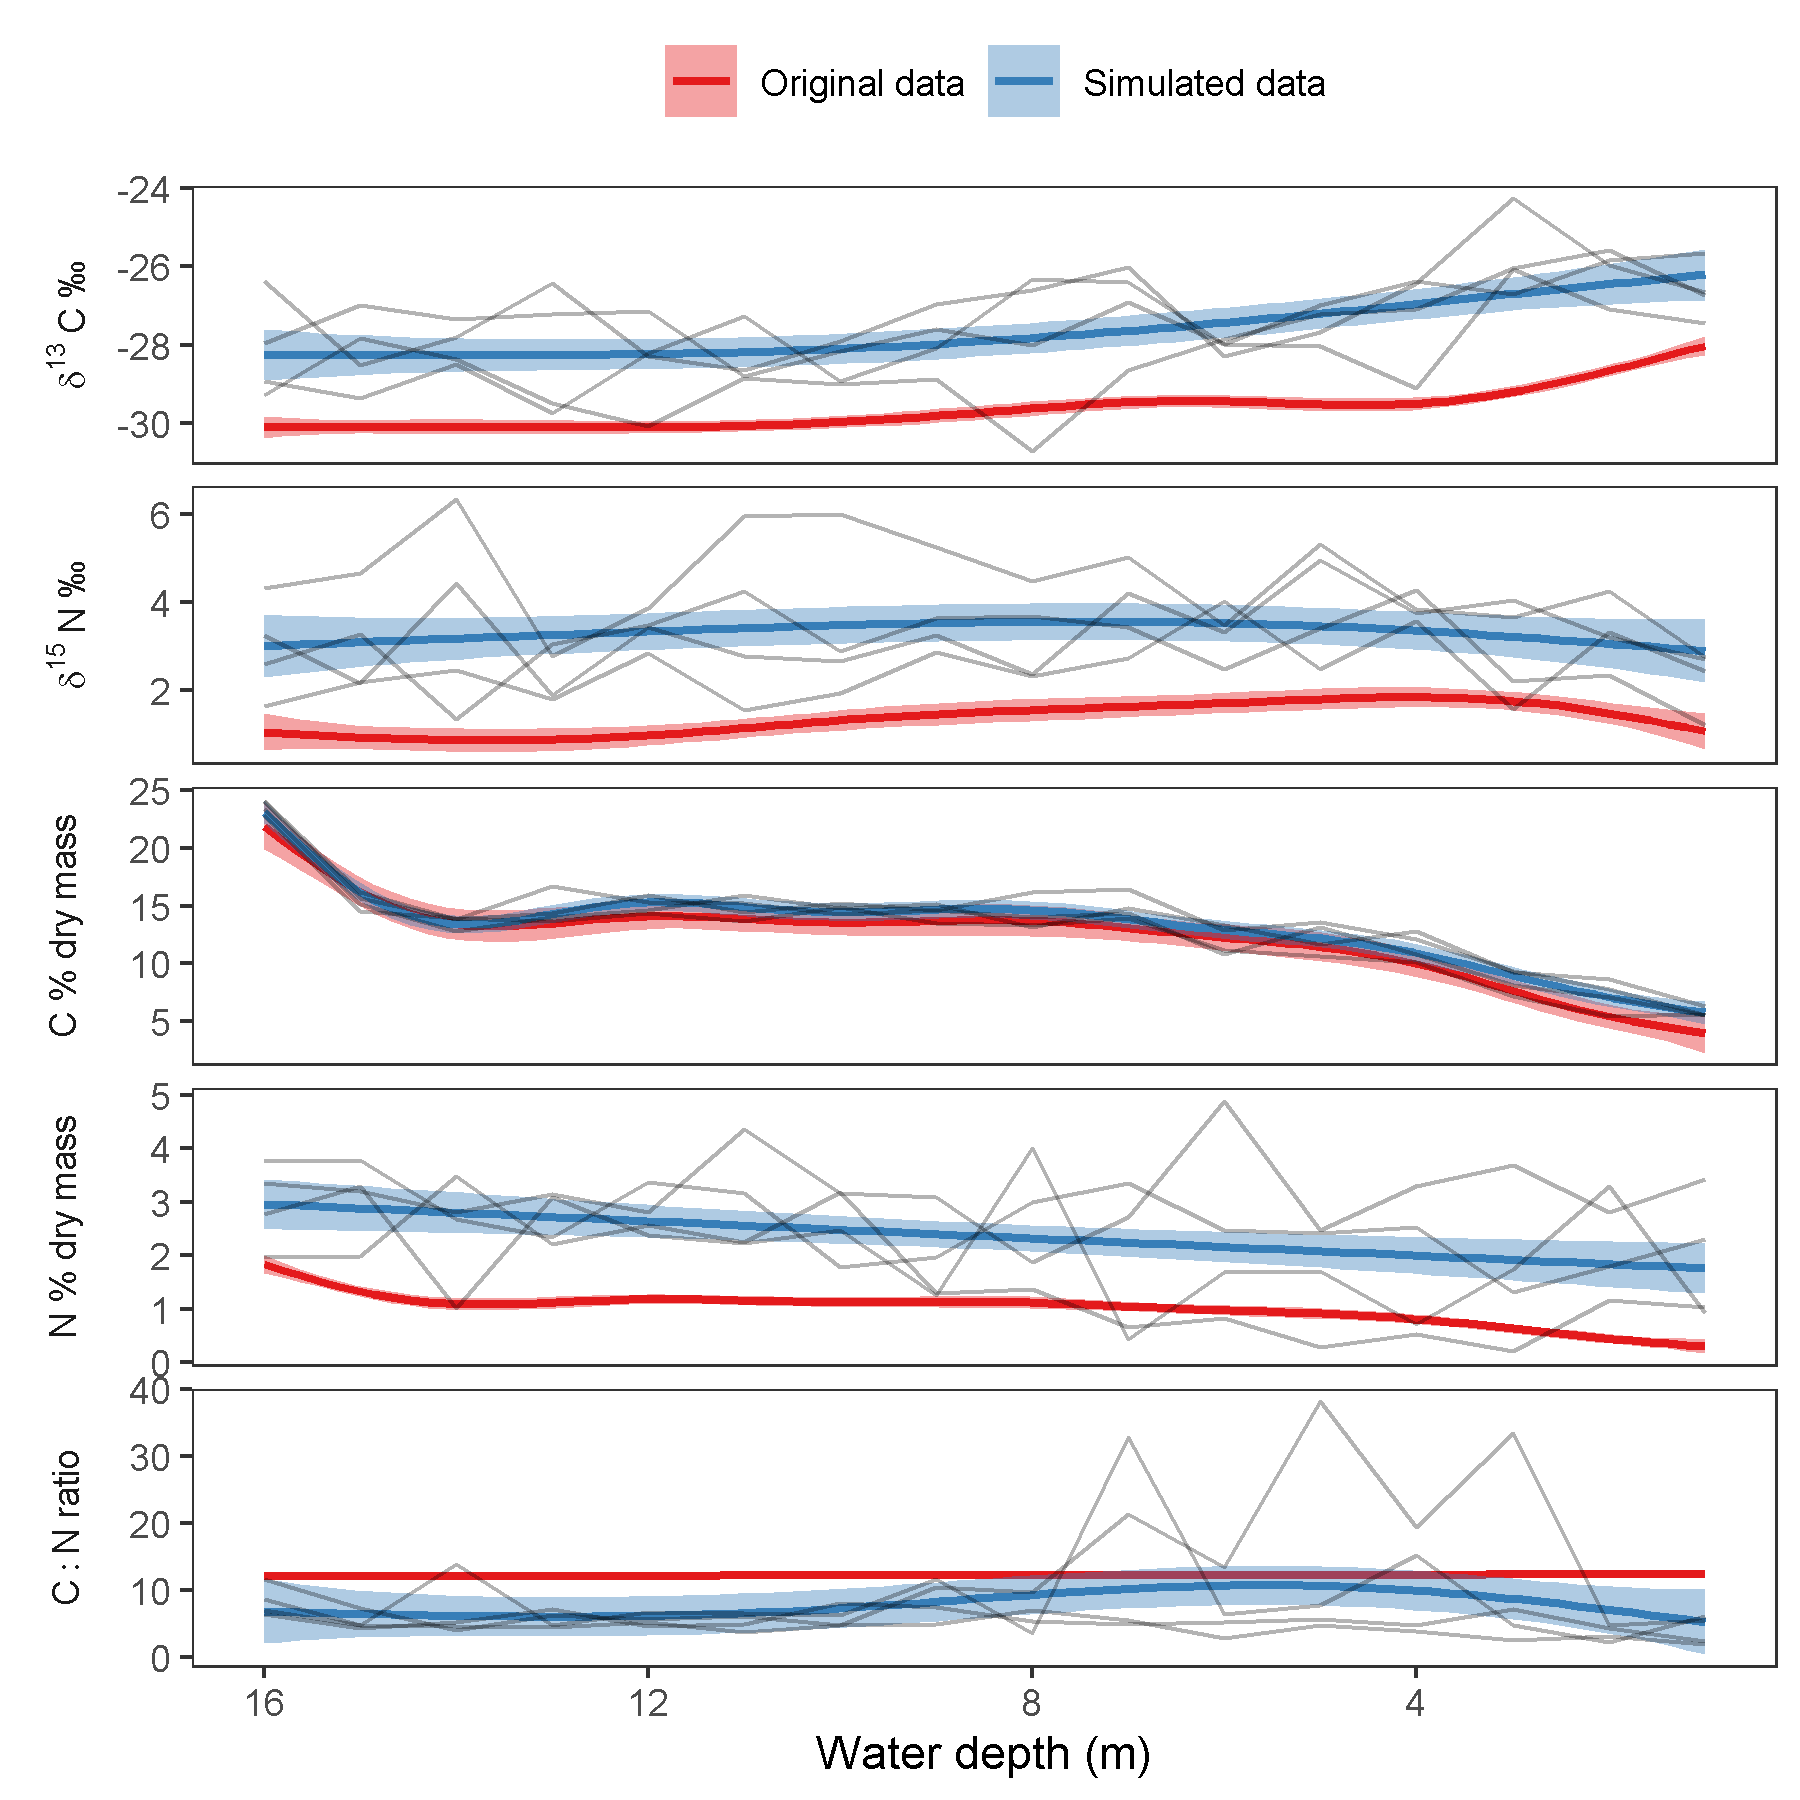 Original data Simulated data
-24
-26
-28
-30
δ13 C ‰
6
4
2
δ15 N ‰
25
20
15
10
5
C % dry mass
5
4
3
2
1
0
N % dry mass
40
30
20
10
0
C : N ratio
16 12 8 4
Water depth (m)